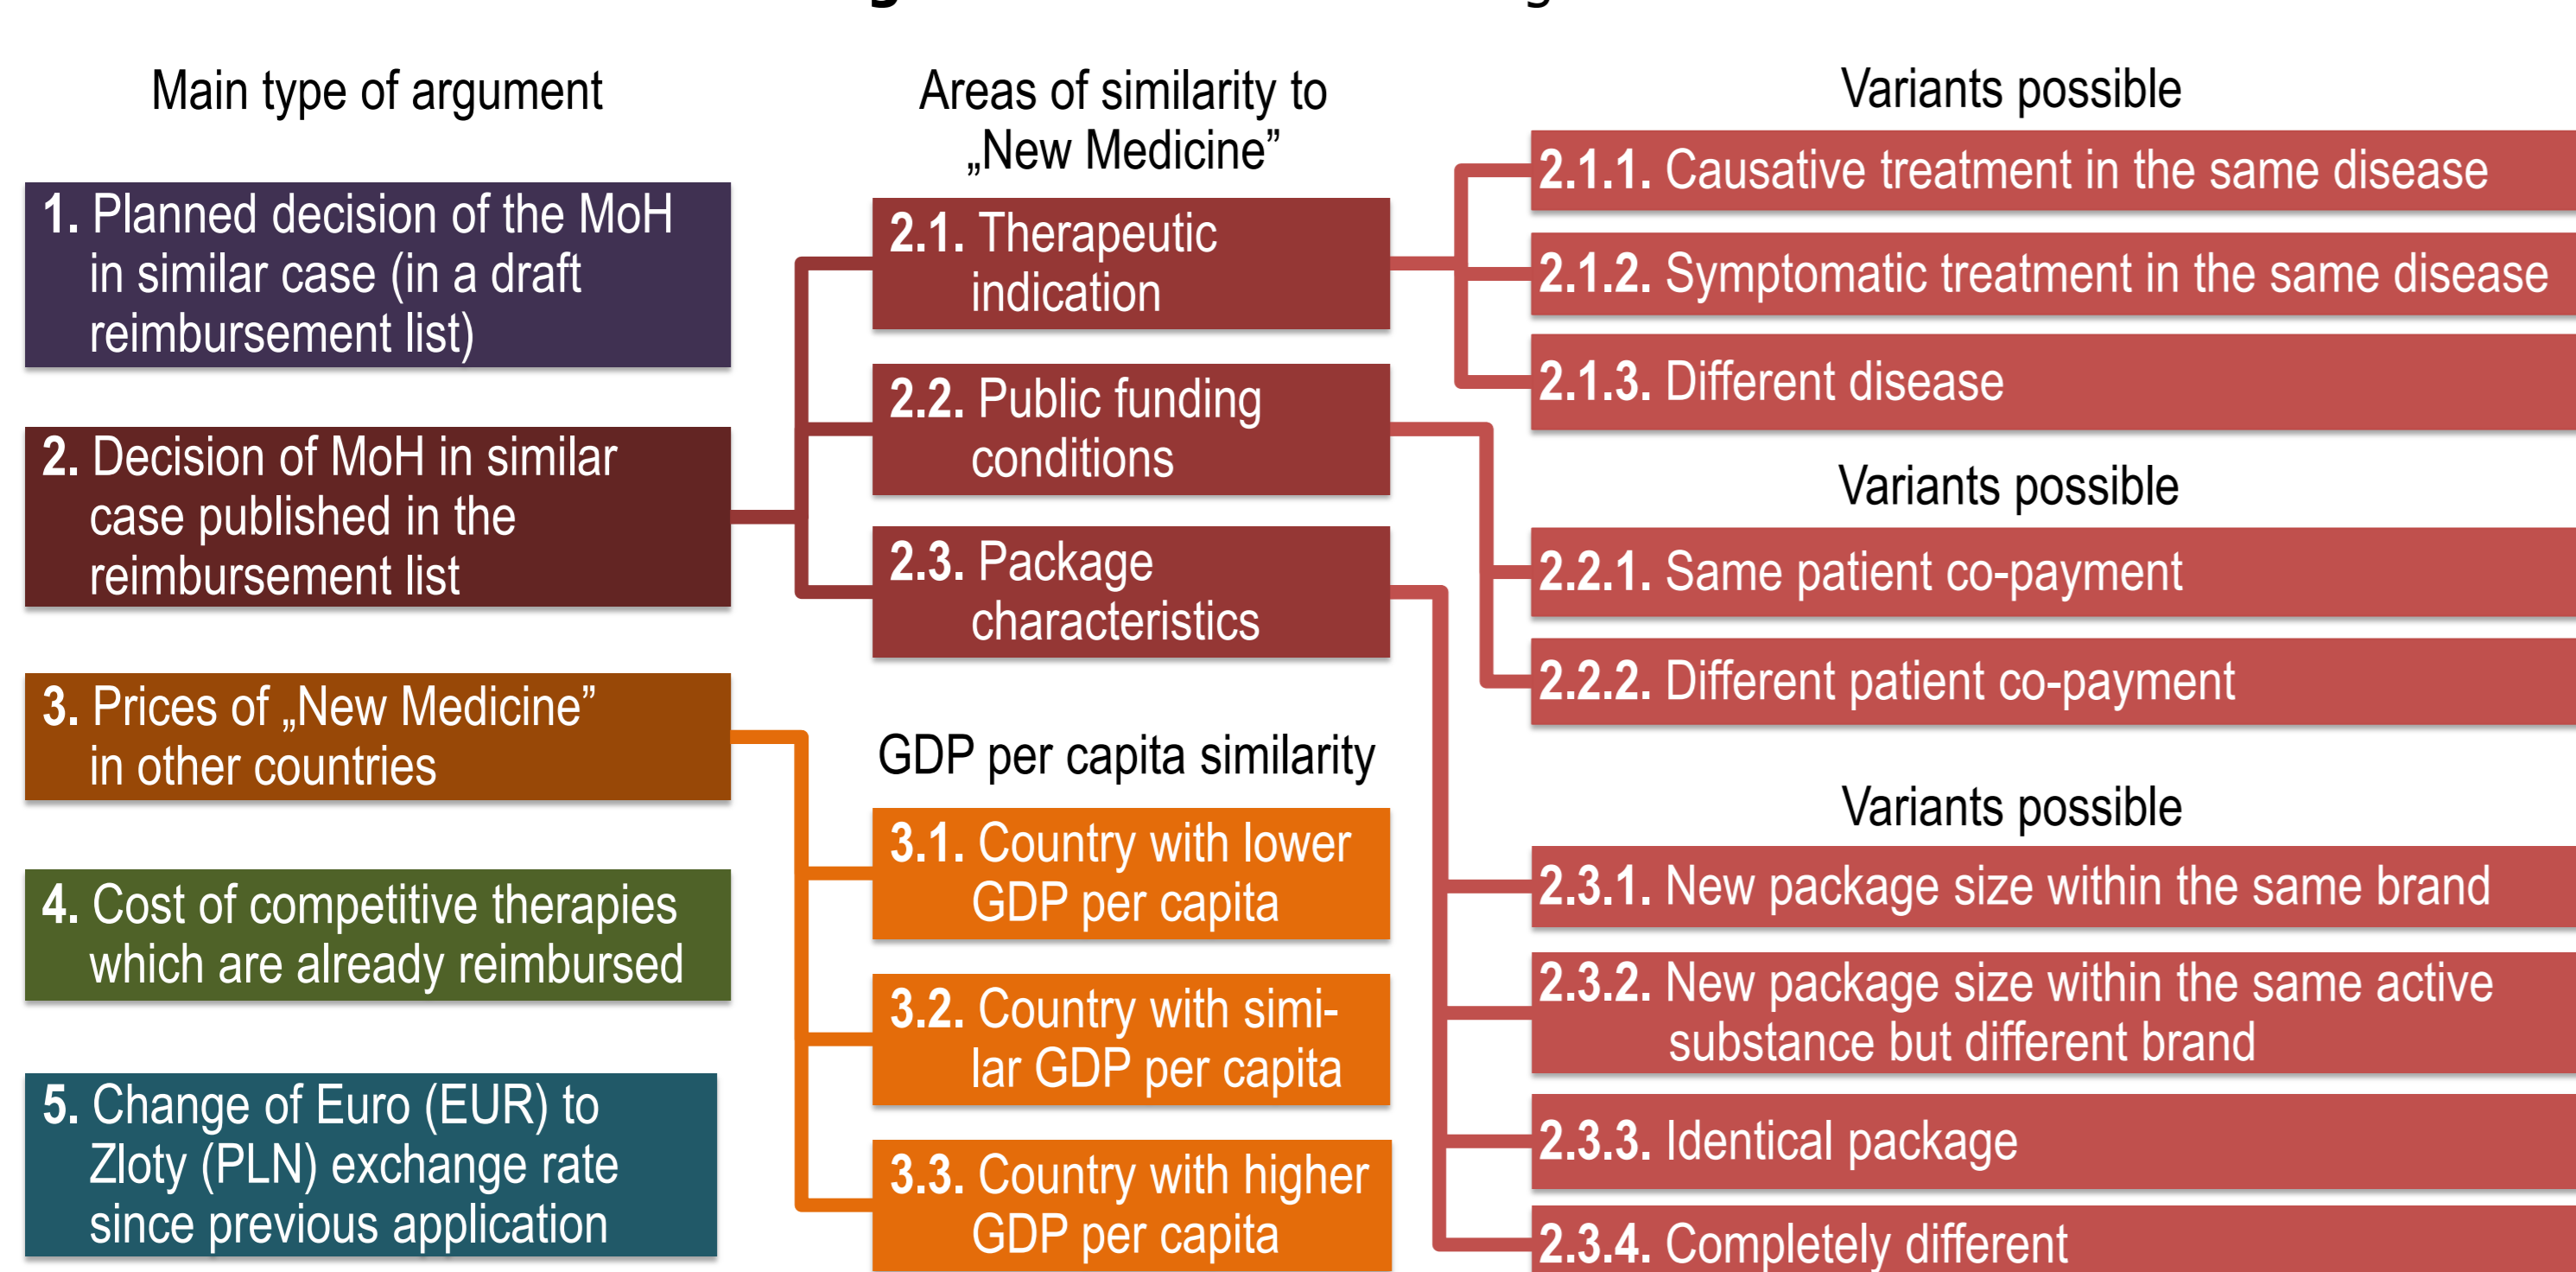 Main type of argument
1. Planned decision of the MoH
in similar case (in a draft
reimbursement list)
2. Decision of MoH in similar
case published in the
reimbursement list
3. Prices of „New Medicine”
in other countries
4. Cost of competitive therapies
which are already reimbursed
5. Change of Euro (EUR) to
Zloty (PLN) exchange rate
since previous application
Areas of similarity to
„New Medicine”
2.1. Therapeutic
indication
2.2. Public funding
conditions
2.3. Package
characteristics
GDP per capita similarity
3.1. Country with lower
GDP per capita
3.2. Country with simi-
lar GDP per capita
3.3. Country with higher
GDP per capita
Variants possible
2.1.1. Causative treatment in the same disease
2.1.2. Symptomatic treatment in the same disease
2.1.3. Different disease
Variants possible
2.2.1. Same patient co-payment
2.2.2. Different patient co-payment
Variants possible
2.3.1. New package size within the same brand
2.3.2. New package size within the same active
substance but different brand
2.3.3. Identical package
2.3.4. Completely different